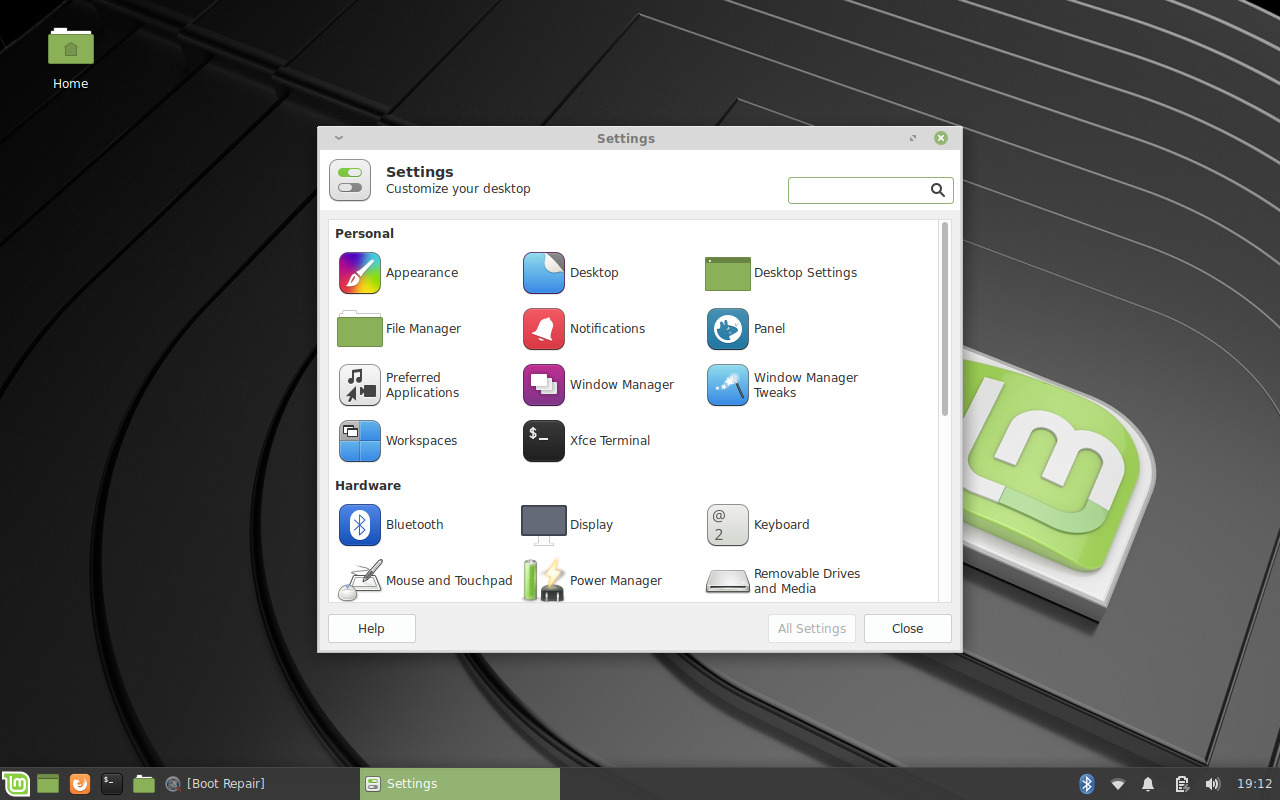 Home
Settings
Settings
Customize your desktop
Personal
Appearance
Desktop
Desktop Settings
File Manager
Notifications
Panel
Preferred
Applications
Window Manager
Window Manager
Tweaks
Workspaces
$_
Xfce Terminal
Hardware
Bluetooth
Display
@
2
Keyboard
Mouse and Touchpad
Power Manager
Removable Drives
and Media
Help
All Settings
Close
[Boot Repair]
Settings
19:12